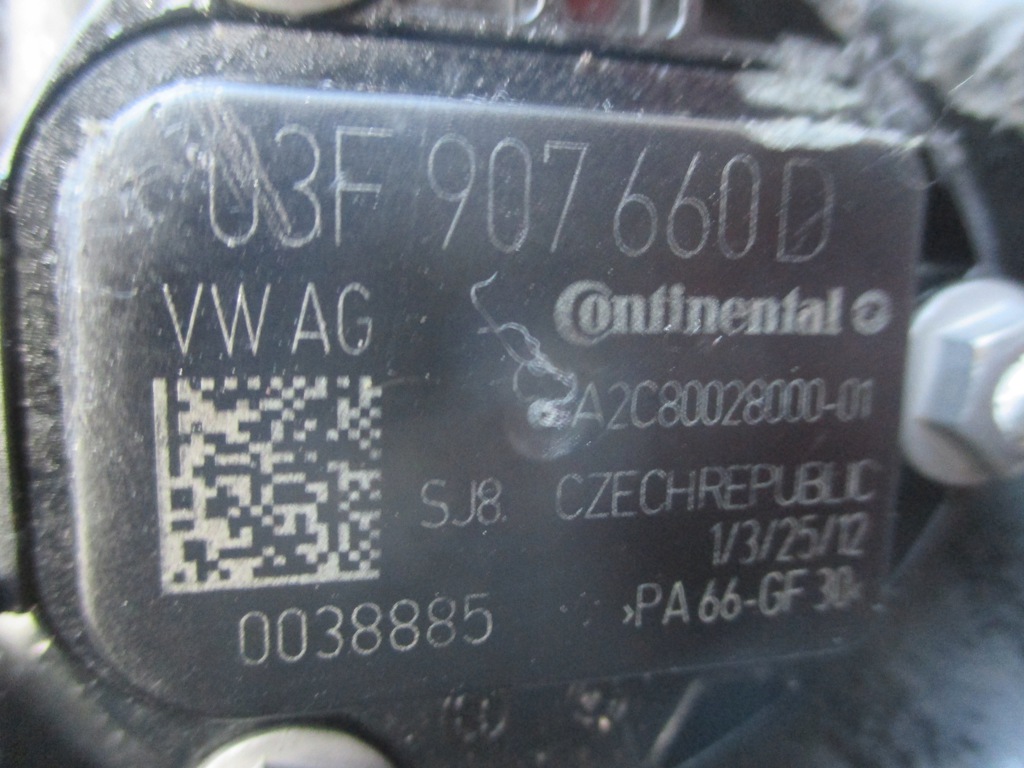 03F 907 660 D
VW AG
Continental
A2C80028000-01
SJ8. CZECHREPUBLIC
1/3/25/12
0038885
>PA 66-GF 30<